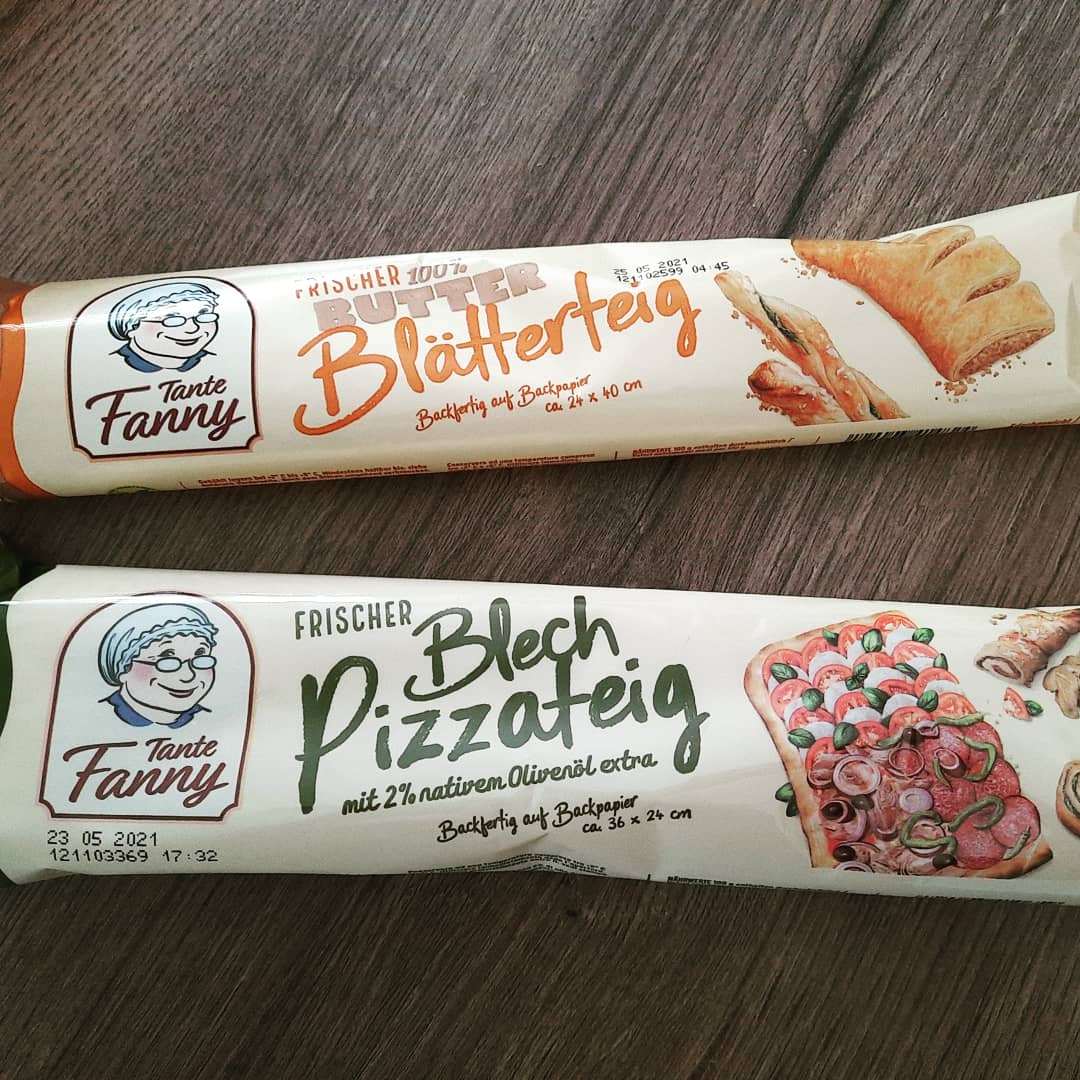 Tante
Fanny
FRISCHER 100%
BUTTER
Blätterteig
Backfertig auf Backpapier
ca. 24 x 40 cm
25 05 2021
121102599 04:45
Tante
Fanny
FRISCHER
Blech
Pizzateig
mit 2% nativem Olivenöl extra
Backfertig auf Backpapier
ca. 36 x 24 cm
23 05 2021
121103369 17:32